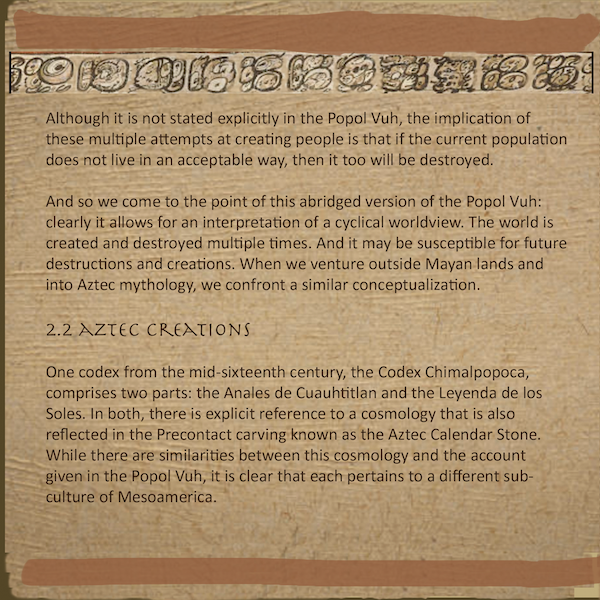 Although it is not stated explicitly in the Popol Vuh, the implication of
these multiple attempts at creating people is that if the current population
does not live in an acceptable way, then it too will be destroyed.
And so we come to the point of this abridged version of the Popol Vuh:
clearly it allows for an interpretation of a cyclical worldview. The world is
created and destroyed multiple times. And it may be susceptible for future
destructions and creations. When we venture outside Mayan lands and
into Aztec mythology, we confront a similar conceptualization.
2.2 AZTEC CREATIONS
One codex from the mid-sixteenth century, the Codex Chimalpopoca,
comprises two parts: the Anales de Cuauhtitlan and the Leyenda de los
Soles. In both, there is explicit reference to a cosmology that is also
reflected in the Precontact carving known as the Aztec Calendar Stone.
While there are similarities between this cosmology and the account
given in the Popol Vuh, it is clear that each pertains to a different sub-
culture of Mesoamerica.